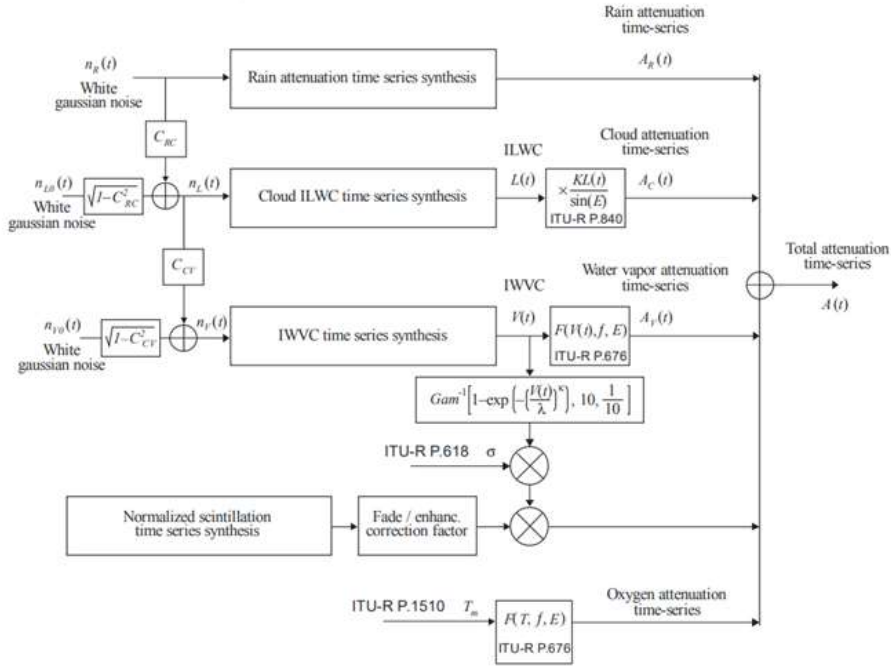 Rain attenuation
time-series
n_R(t)
White
gaussian noise
Rain attenuation time series synthesis
A_R(t)
C_RC
ILWC
Cloud attenuation
time-series
n_L0(t)
White
gaussian noise
√1–C²_RC
n_L(t)
Cloud ILWC time series synthesis
L(t)
× KL(t)/sin(E)
ITU-R P.840
A_C(t)
C_CV
IWVC
Water vapor attenuation
time-series
Total attenuation
time-series
A(t)
n_V0(t)
White
gaussian noise
√1–C²_CV
n_V(t)
IWVC time series synthesis
V(t)
F(V(t), f, E)
ITU-R P.676
A_V(t)
Gam⁻¹[1–exp{–(V(t)/λ)^κ}, 10, 1/10]
ITU-R P.618 σ
Normalized scintillation
time series synthesis
Fade / enhanc.
correction factor
ITU-R P.1510 T_m
F(T, f, E)
ITU-R P.676
Oxygen attenuation
time-series